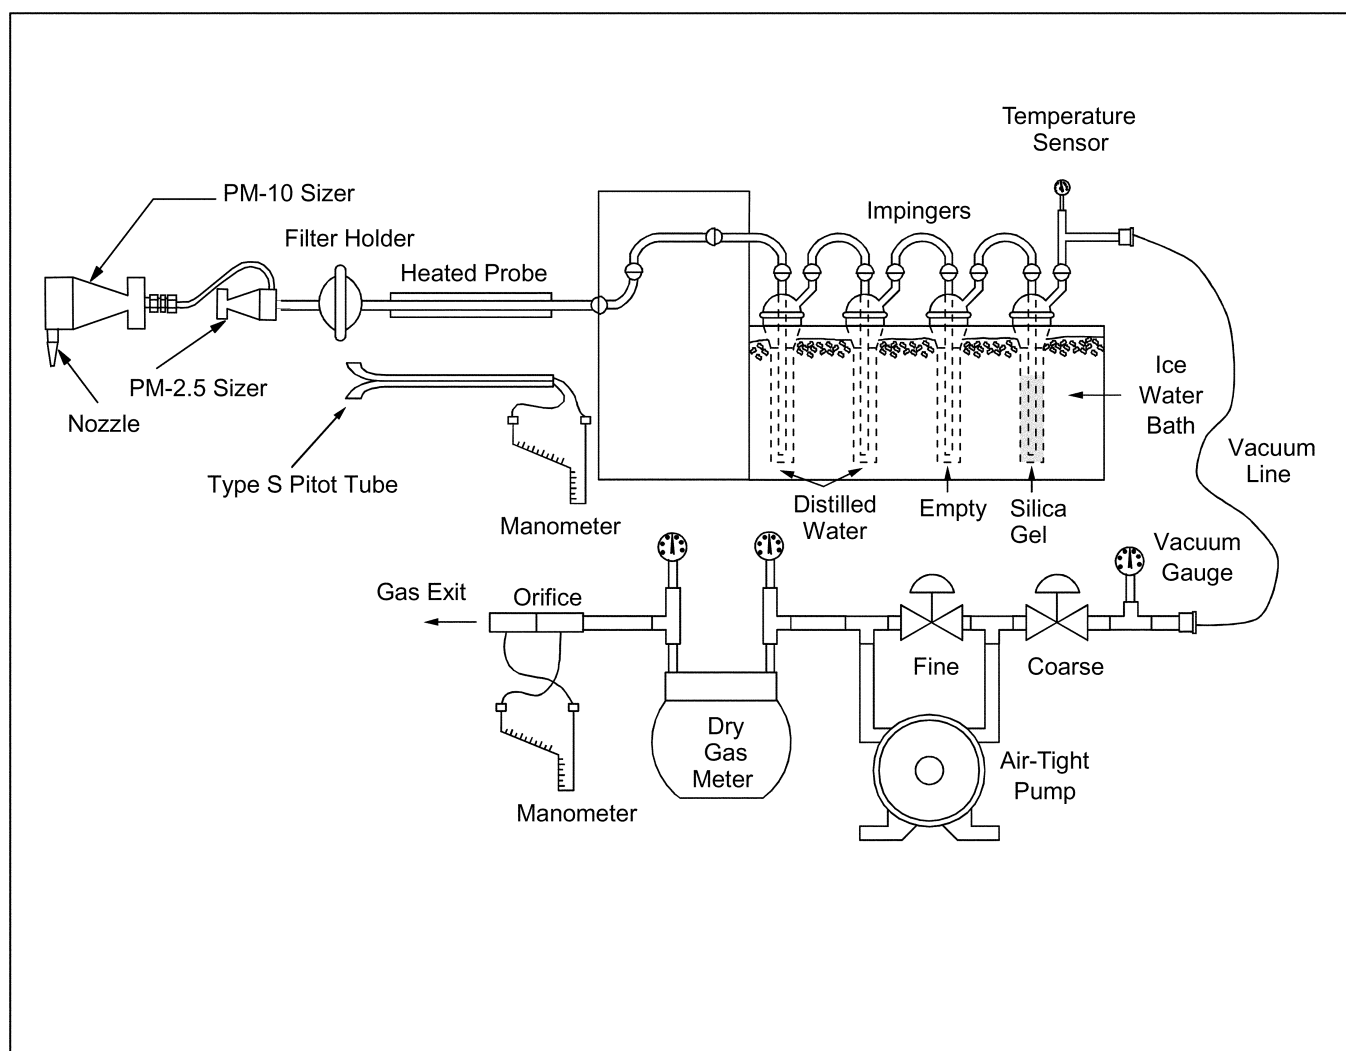 Temperature
Sensor
PM-10 Sizer
Impingers
Filter Holder
Heated Probe
PM-2.5 Sizer
Nozzle
Ice
Water
Bath
Type S Pitot Tube
Vacuum
Line
Manometer
Distilled
Water
Empty
Silica
Gel
Vacuum
Gauge
Gas Exit
Orifice
Fine
Coarse
Dry
Gas
Meter
Air-Tight
Pump
Manometer